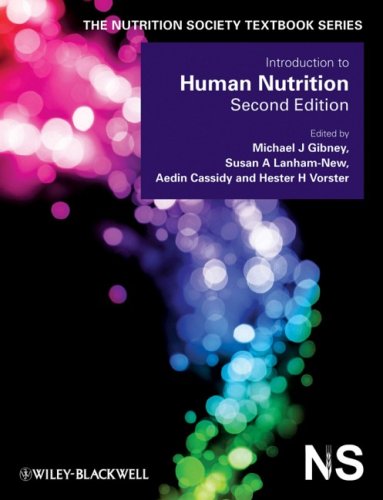 THE NUTRITION SOCIETY TEXTBOOK SERIES
Introduction to
Human Nutrition
Second Edition
Edited by
Michael J Gibney,
Susan A Lanham-New,
Aedin Cassidy and Hester H Vorster
WILEY-BLACKWELL
NS